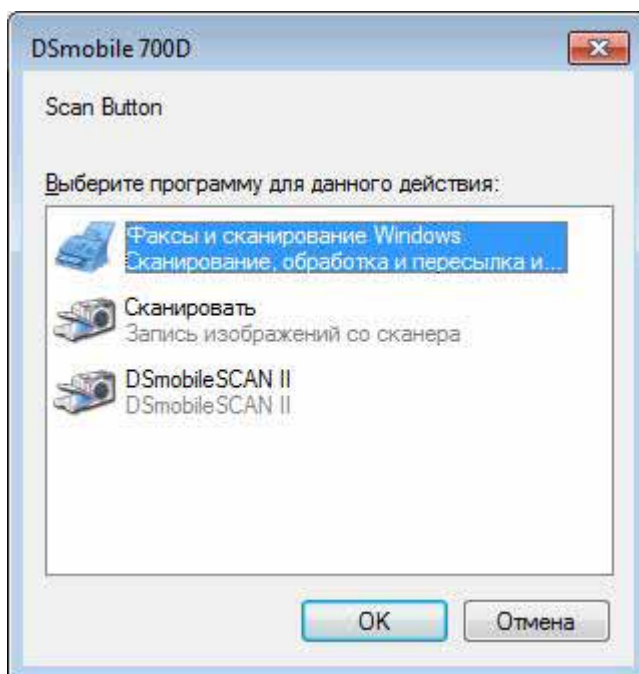 DSmobile 700D
Scan Button
Выберите программу для данного действия:
Факсы и сканирование Windows
Сканирование, обработка и пересылка и...
Сканировать
Запись изображений со сканера
DSmobileSCAN II
DSmobileSCAN II
OK
Отмена